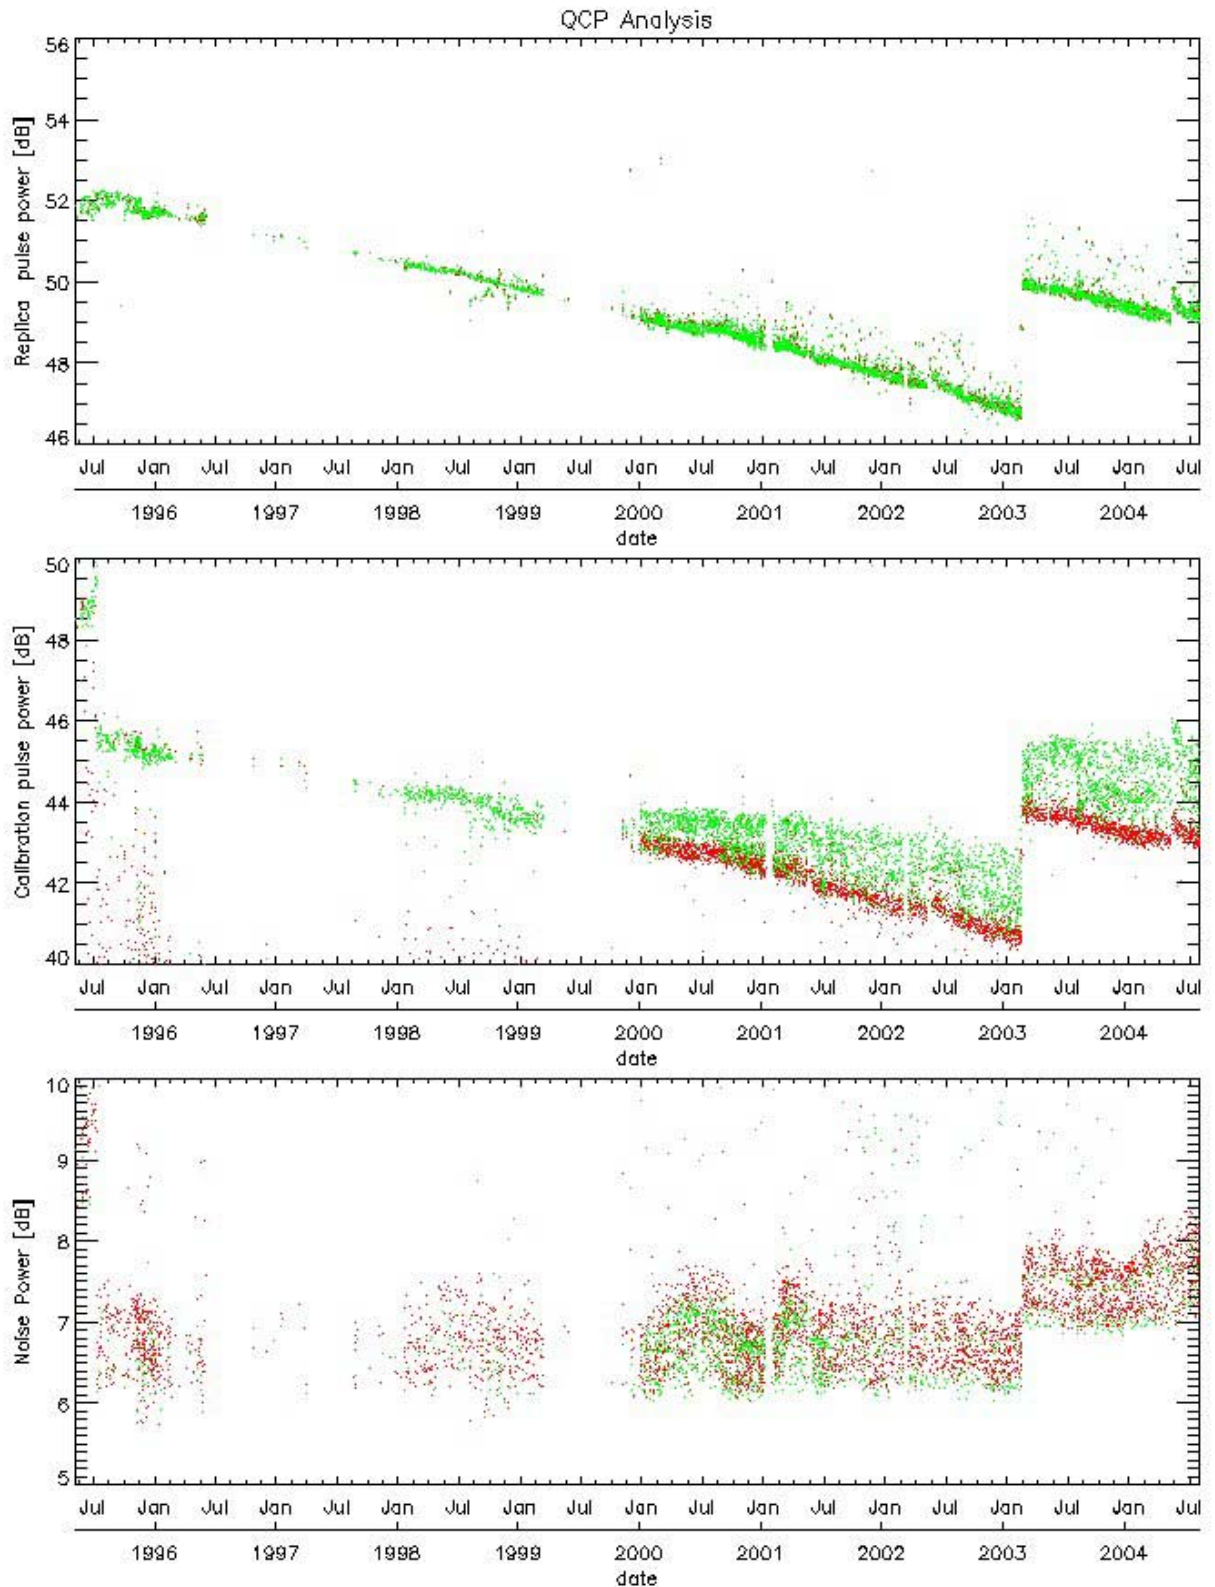 QCP Analysis
56
54
52
50
48
46
Replica pulse power [dB]
Jul Jan Jul Jan Jul Jan Jul Jan Jul Jan Jul Jan Jul Jan Jul Jan Jul Jan Jul
1996 1997 1998 1999 2000 2001 2002 2003 2004
date
50
48
46
44
42
40
Calibration pulse power [dB]
Jul Jan Jul Jan Jul Jan Jul Jan Jul Jan Jul Jan Jul Jan Jul Jan Jul Jan Jul
1996 1997 1998 1999 2000 2001 2002 2003 2004
date
10
9
8
7
6
5
Noise Power [dB]
Jul Jan Jul Jan Jul Jan Jul Jan Jul Jan Jul Jan Jul Jan Jul Jan Jul Jan Jul
1996 1997 1998 1999 2000 2001 2002 2003 2004
date